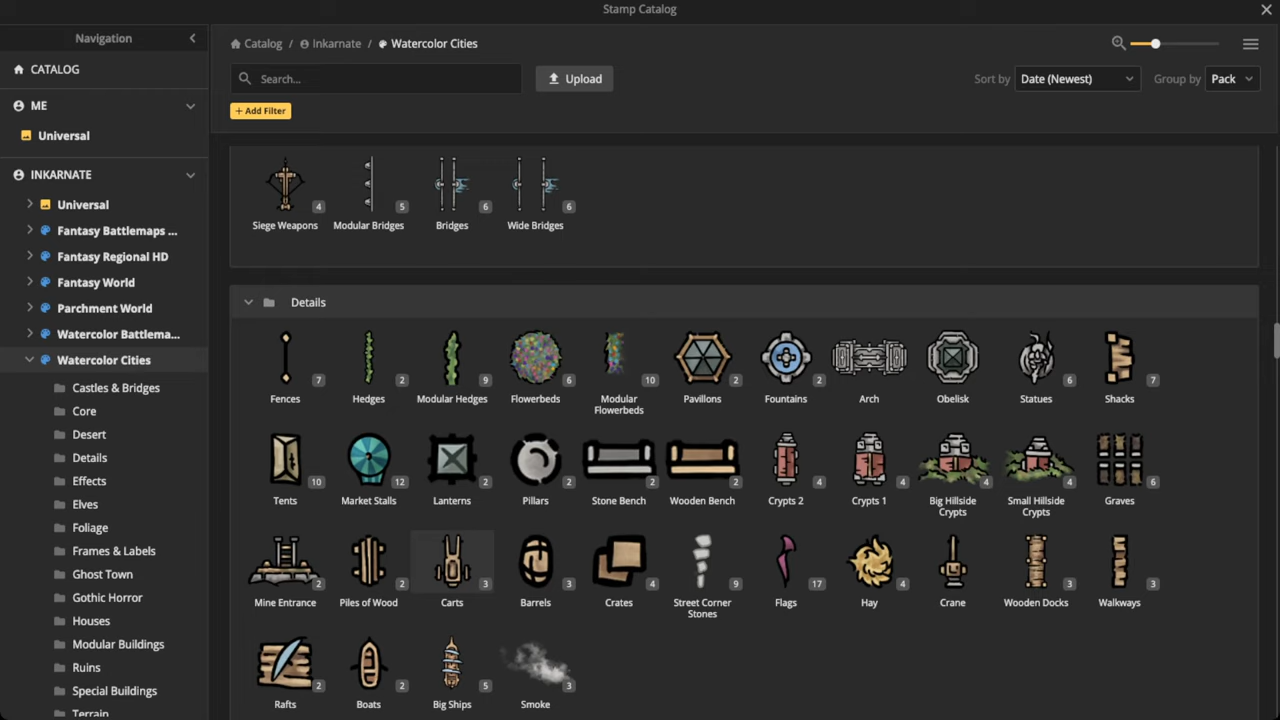 Stamp Catalog
Navigation
CATALOG
ME
Universal
INKARNATE
Universal
Fantasy Battlemaps ...
Fantasy Regional HD
Fantasy World
Parchment World
Watercolor Battlema...
Watercolor Cities
Castles & Bridges
Core
Desert
Details
Effects
Elves
Foliage
Frames & Labels
Ghost Town
Gothic Horror
Houses
Modular Buildings
Ruins
Special Buildings
Terrain
Catalog / Inkarnate / Watercolor Cities
Search...
Upload
Sort by Date (Newest) Group by Pack
+ Add Filter
4 5 6 6
Siege Weapons Modular Bridges Bridges Wide Bridges
Details
7 2 9 6 10 2 2 6 7
Fences Hedges Modular Hedges Flowerbeds Modular Flowerbeds Pavillons Fountains Arch Obelisk Statues Shacks
10 12 2 2 2 2 4 4 4 4 6
Tents Market Stalls Lanterns Pillars Stone Bench Wooden Bench Crypts 2 Crypts 1 Big Hillside Crypts Small Hillside Crypts Graves
2 2 3 3 4 9 17 4 3 3
Mine Entrance Piles of Wood Carts Barrels Crates Street Corner Stones Flags Hay Crane Wooden Docks Walkways
2 2 5 3
Rafts Boats Big Ships Smoke